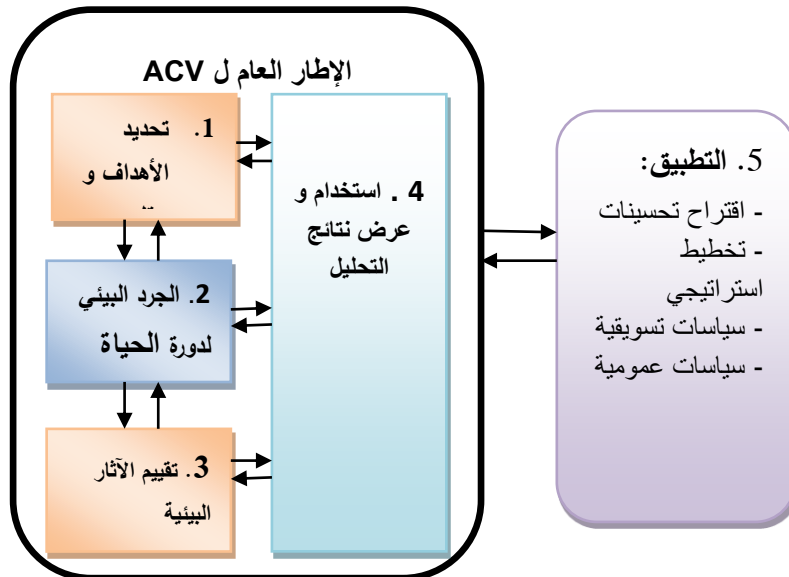 الإطار العام ل ACV
1. تحديد
الأهداف و
2. الجرد البيئي
لدورة الحياة
3. تقييم الآثار
البيئية
4 . استخدام و
عرض نتائج
التحليل
5. التطبيق:
- اقتراح تحسينات
- تخطيط
استراتيجي
- سياسات تسويقية
- سياسات عمومية